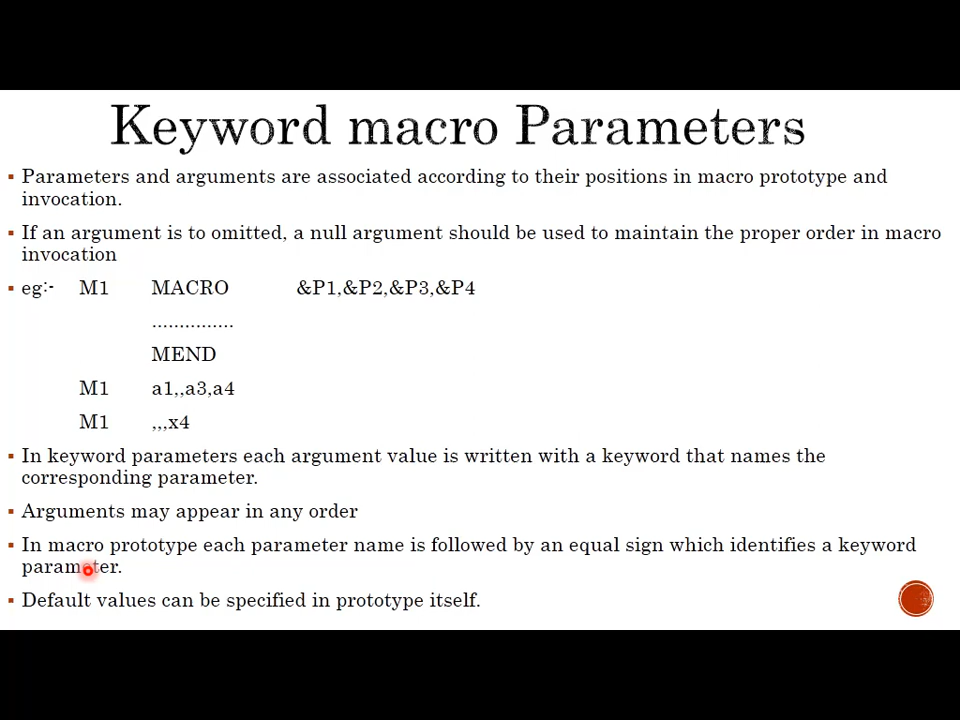 Keyword macro Parameters
▪ Parameters and arguments are associated according to their positions in macro prototype and
invocation.
▪ If an argument is to omitted, a null argument should be used to maintain the proper order in macro
invocation
▪ eg:- M1 MACRO &P1,&P2,&P3,&P4
...............
MEND
M1 a1,,a3,a4
M1 ,,,x4
▪ In keyword parameters each argument value is written with a keyword that names the
corresponding parameter.
▪ Arguments may appear in any order
▪ In macro prototype each parameter name is followed by an equal sign which identifies a keyword
parameter.
▪ Default values can be specified in prototype itself.